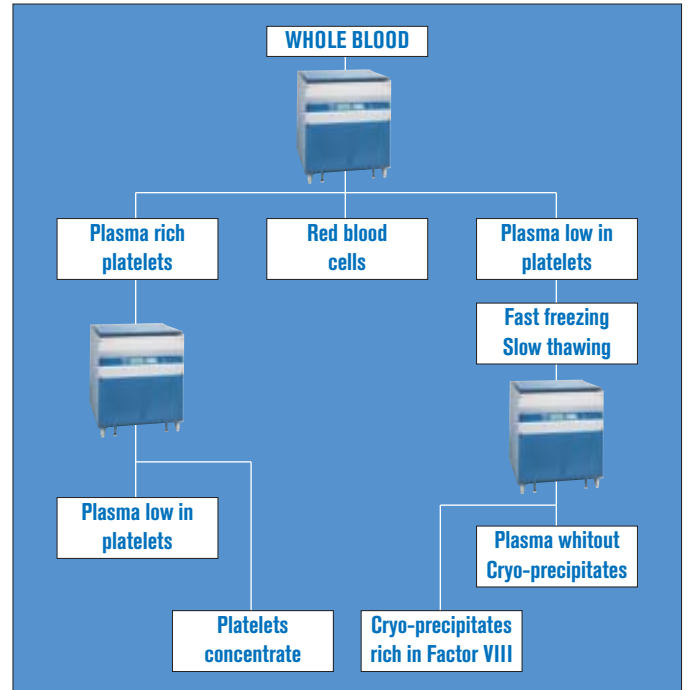 WHOLE BLOOD
Plasma rich
platelets
Red blood
cells
Plasma low in
platelets
Fast freezing
Slow thawing
Plasma low in
platelets
Plasma whitout
Cryo-precipitates
Platelets
concentrate
Cryo-precipitates
rich in Factor VIII